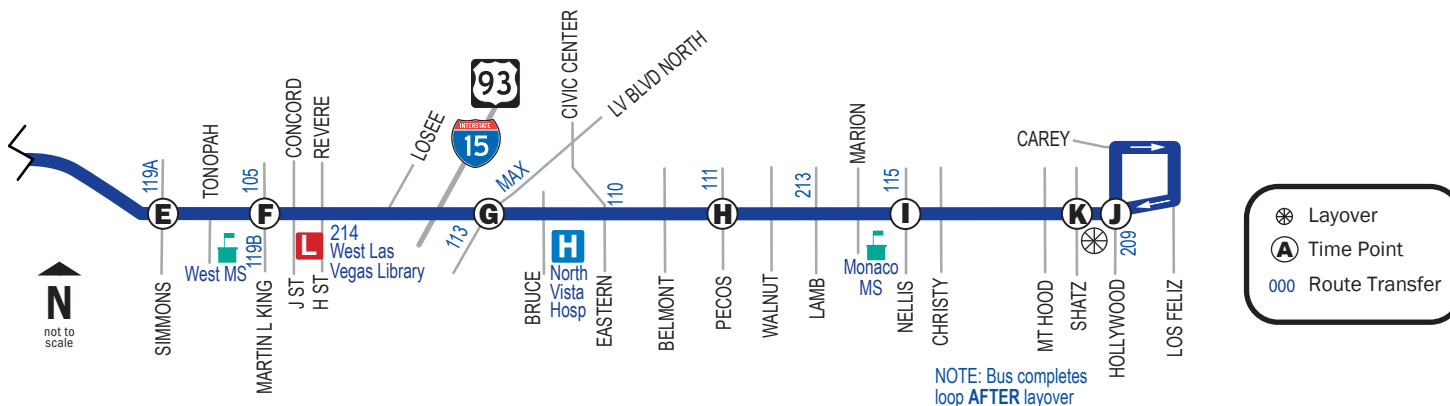 93
INTERSTATE
15
CIVIC CENTER
LV BLVD NORTH
LOSEE
TONOPAH
CONCORD
REVERE
MARION
CAREY
119A
105
MAX
110
111
213
115
E
F
G
H
I
K
J
119B
113
209
L
214
West Las
Vegas Library
West MS
H
North
Vista
Hosp
Monaco
MS
N
not to
scale
SIMMONS
MARTIN L KING
J ST
H ST
BRUCE
EASTERN
BELMONT
PECOS
WALNUT
LAMB
NELLIS
CHRISTY
MT HOOD
SHATZ
HOLLYWOOD
LOS FELIZ
NOTE: Bus completes
loop AFTER layover
Layover
A Time Point
000 Route Transfer